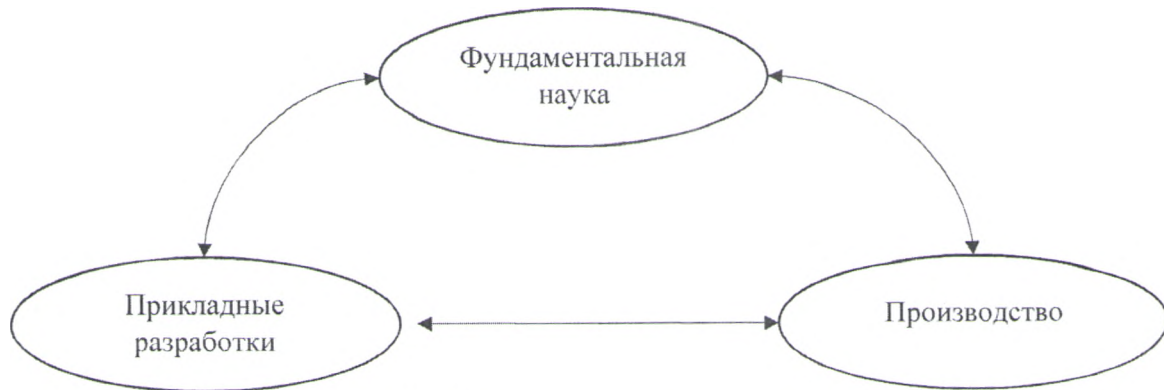 Фундаментальная
наука
Прикладные
разработки
Производство